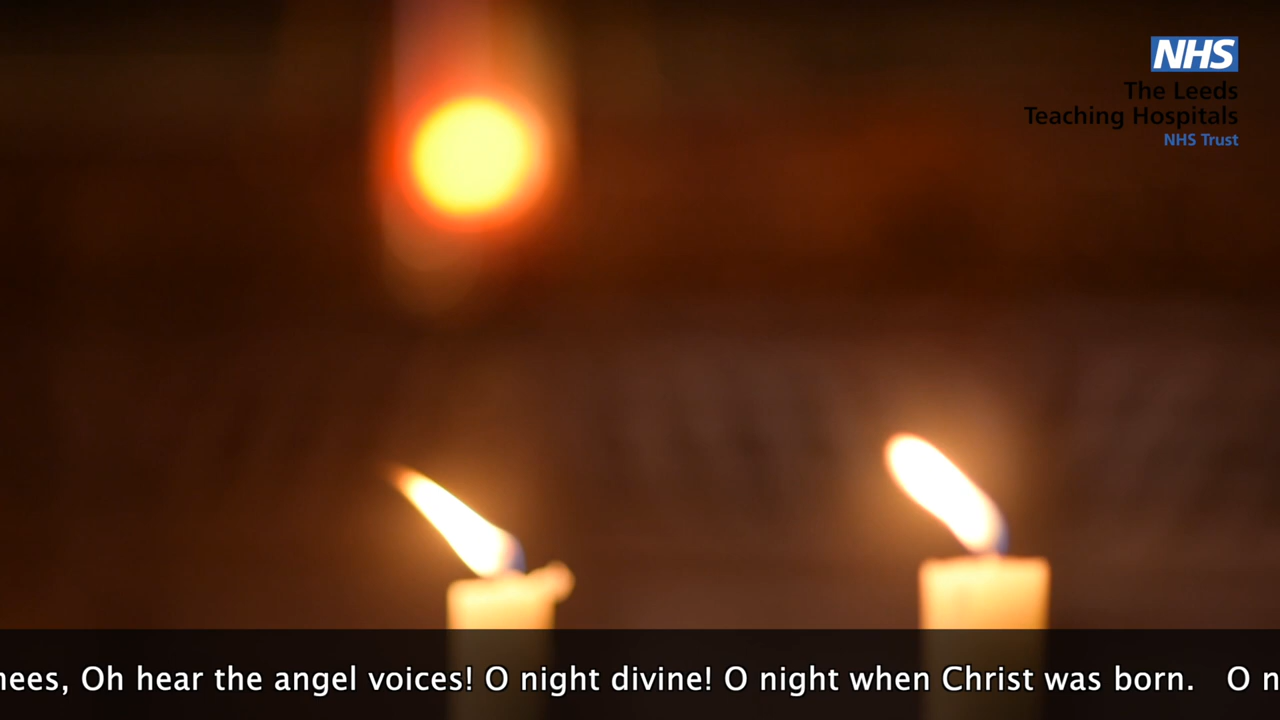 NHS
The Leeds
Teaching Hospitals
NHS Trust
nees, Oh hear the angel voices! O night divine! O night when Christ was born. O n